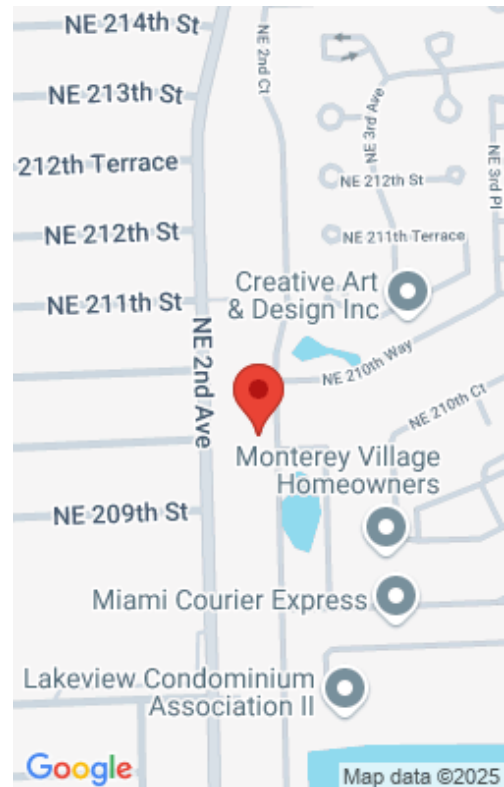 NE 214th St
NE 2nd Ct
NE 213th St
NE 3rd Ave
NE 3rd Pl
212th Terrace
NE 212th St
NE 212th St
NE 211th Terrace
Creative Art
& Design Inc
NE 211th St
NE 2nd Ave
NE 210th Way
NE 210th Ct
Monterey Village
Homeowners
NE 209th St
Miami Courier Express
Lakeview Condominium
Association II
Google
Map data ©2025